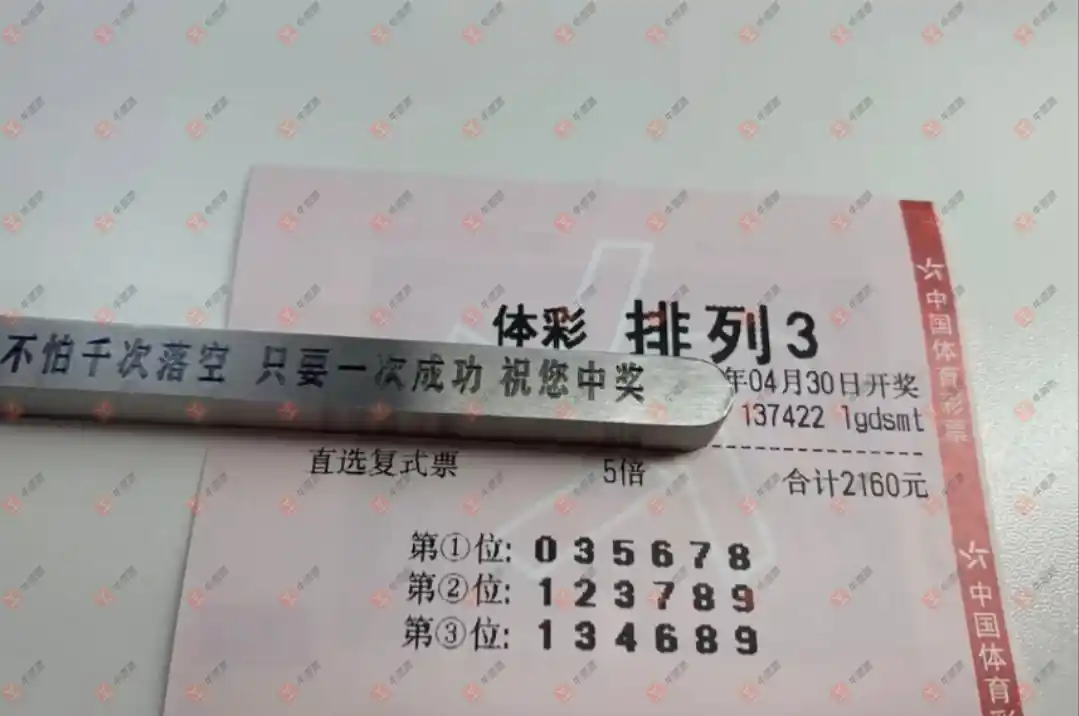 体彩 排列3
不怕千次落空 只要一次成功 祝您中奖
年04月30日开奖
137422 lgdsmt
直选复式票 5倍 合计2160元
第①位: 0 3 5 6 7 8
第②位: 1 2 3 7 8 9
第③位: 1 3 4 6 8 9
中国体育彩票
中国体育彩